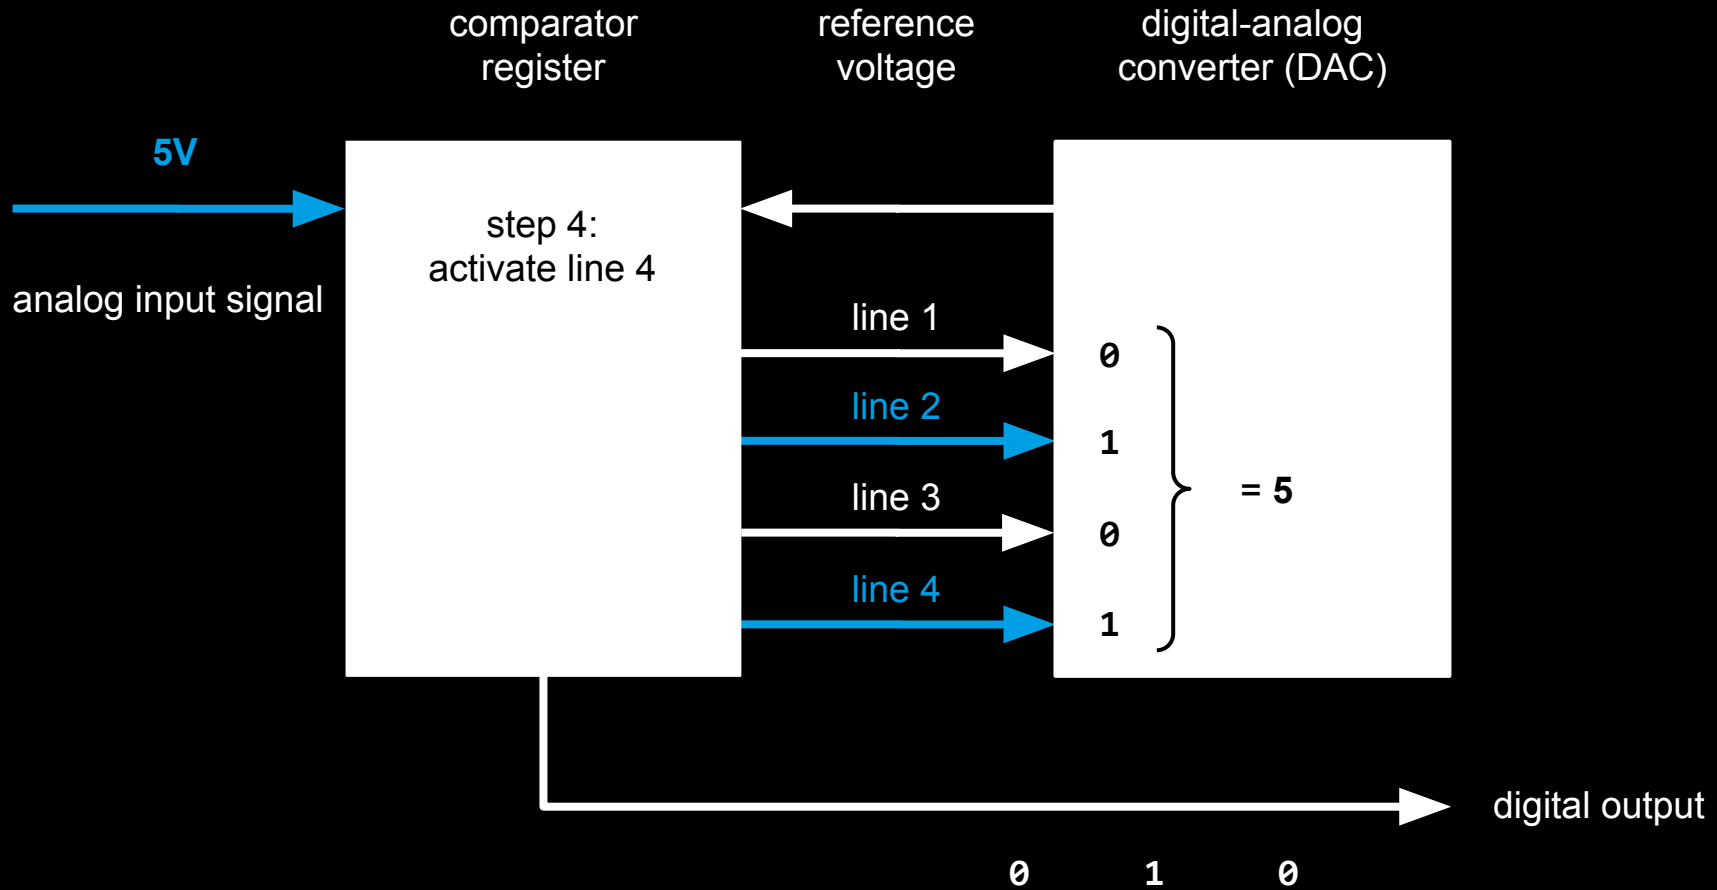 comparator
register
reference
voltage
digital-analog
converter (DAC)
5V
analog input signal
step 4:
activate line 4
line 1
line 2
line 3
line 4
0
1
0
1
= 5
digital output
0 1 0